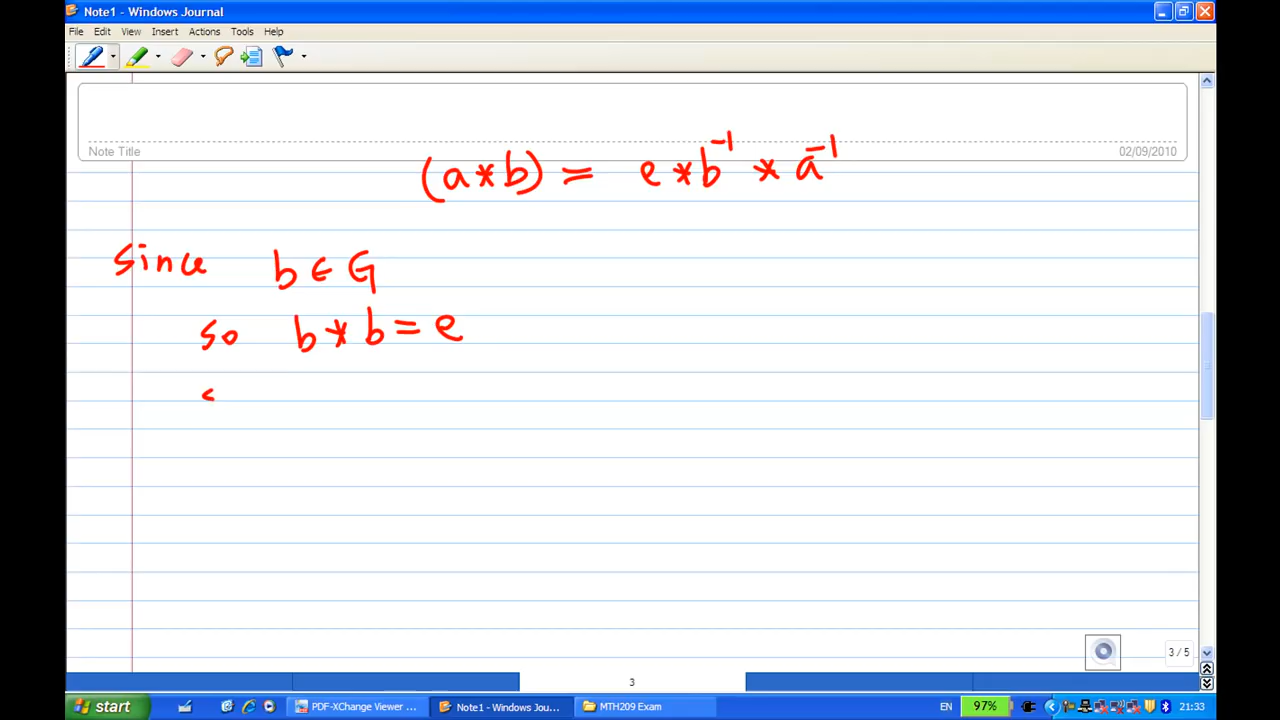 Note1 - Windows Journal
File Edit View Insert Actions Tools Help
(a*b) = e*b⁻¹ * a⁻¹
Note Title
02/09/2010
Since b ∈ G
So b * b = e
3 / 5
3
start
PDF-XChange Viewer ...
Note1 - Windows Jou...
MTH209 Exam
EN
97%
21:33